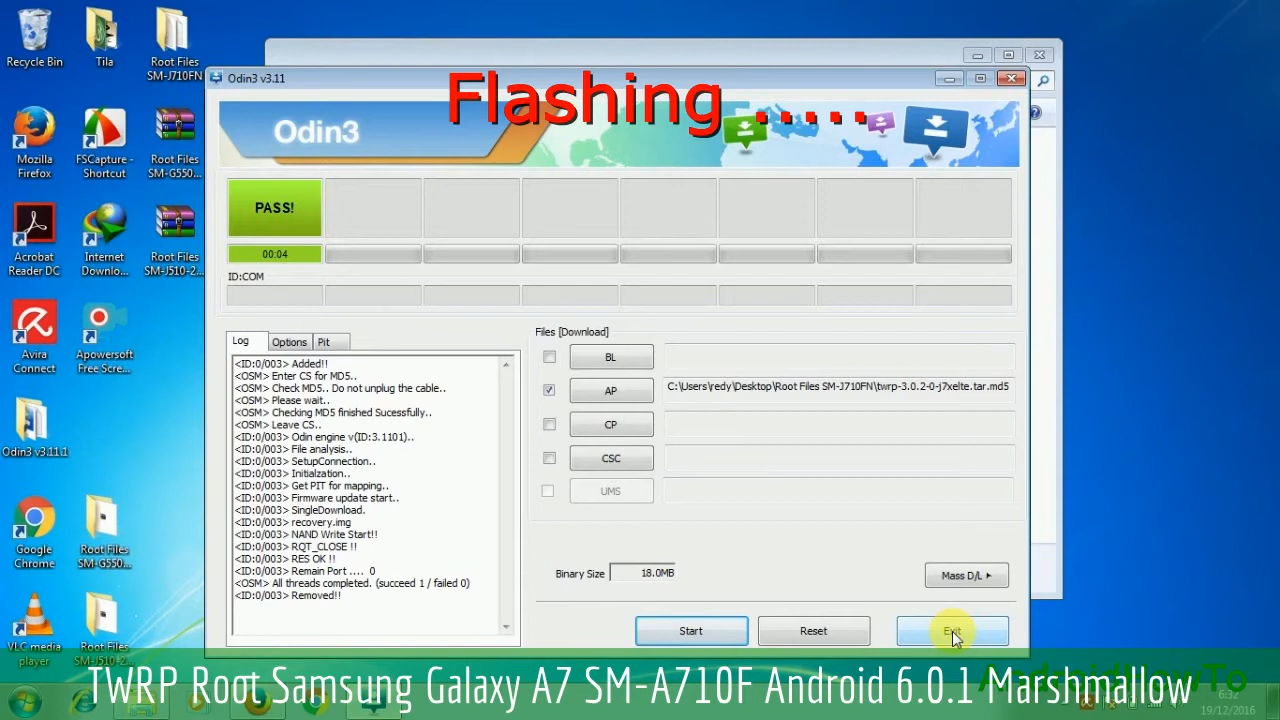 Recycle Bin
Tila
Root Files
SM-J710FN
Mozilla
Firefox
FSCapture -
Shortcut
Root Files
SM-G550...
Acrobat
Reader DC
Internet
Downlo...
Root Files
SM-J510-2...
Avira
Connect
Apowersoft
Free Scre...
Odin3 v3.11.1
Google
Chrome
Root Files
SM-G550...
VLC media
player
Root Files
SM-J510-2...
Odin3 v3.11
Flashing .....
Odin3
PASS!
00:04
ID:COM
Log
Options
Pit
<ID:0/003> Added!!
<OSM> Enter CS for MD5..
<OSM> Check MD5.. Do not unplug the cable..
<OSM> Please wait..
<OSM> Checking MD5 finished Sucessfully..
<OSM> Leave CS..
<ID:0/003> Odin engine v(ID:3.1101)..
<ID:0/003> File analysis..
<ID:0/003> SetupConnection..
<ID:0/003> Initialzation..
<ID:0/003> Get PIT for mapping..
<ID:0/003> Firmware update start..
<ID:0/003> SingleDownload.
<ID:0/003> recovery.img
<ID:0/003> NAND Write Start!!
<ID:0/003> RQT_CLOSE !!
<ID:0/003> RES OK !!
<ID:0/003> Remain Port .... 0
<OSM> All threads completed. (succeed 1 / failed 0)
<ID:0/003> Removed!!
Files [Download]
BL
AP
C:\Users\redy\Desktop\Root Files SM-J710FN\twrp-3.0.2-0-j7xelte.tar.md5
CP
CSC
UMS
Binary Size
18.0MB
Mass D/L
Start
Reset
Exit
TWRP Root Samsung Galaxy A7 SM-A710F Android 6.0.1 Marshmallow
AndroidHowTo
6:32
19/12/2016